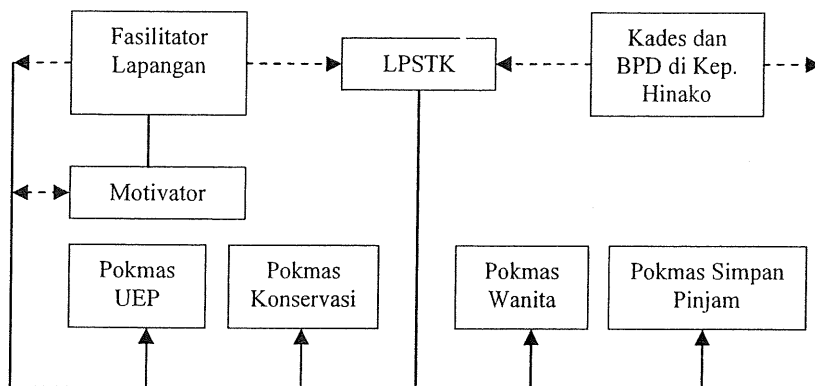 Fasilitator
Lapangan
LPSTK
Kades dan
BPD di Kep.
Hinako
Motivator
Pokmas
UEP
Pokmas
Konservasi
Pokmas
Wanita
Pokmas Simpan
Pinjam